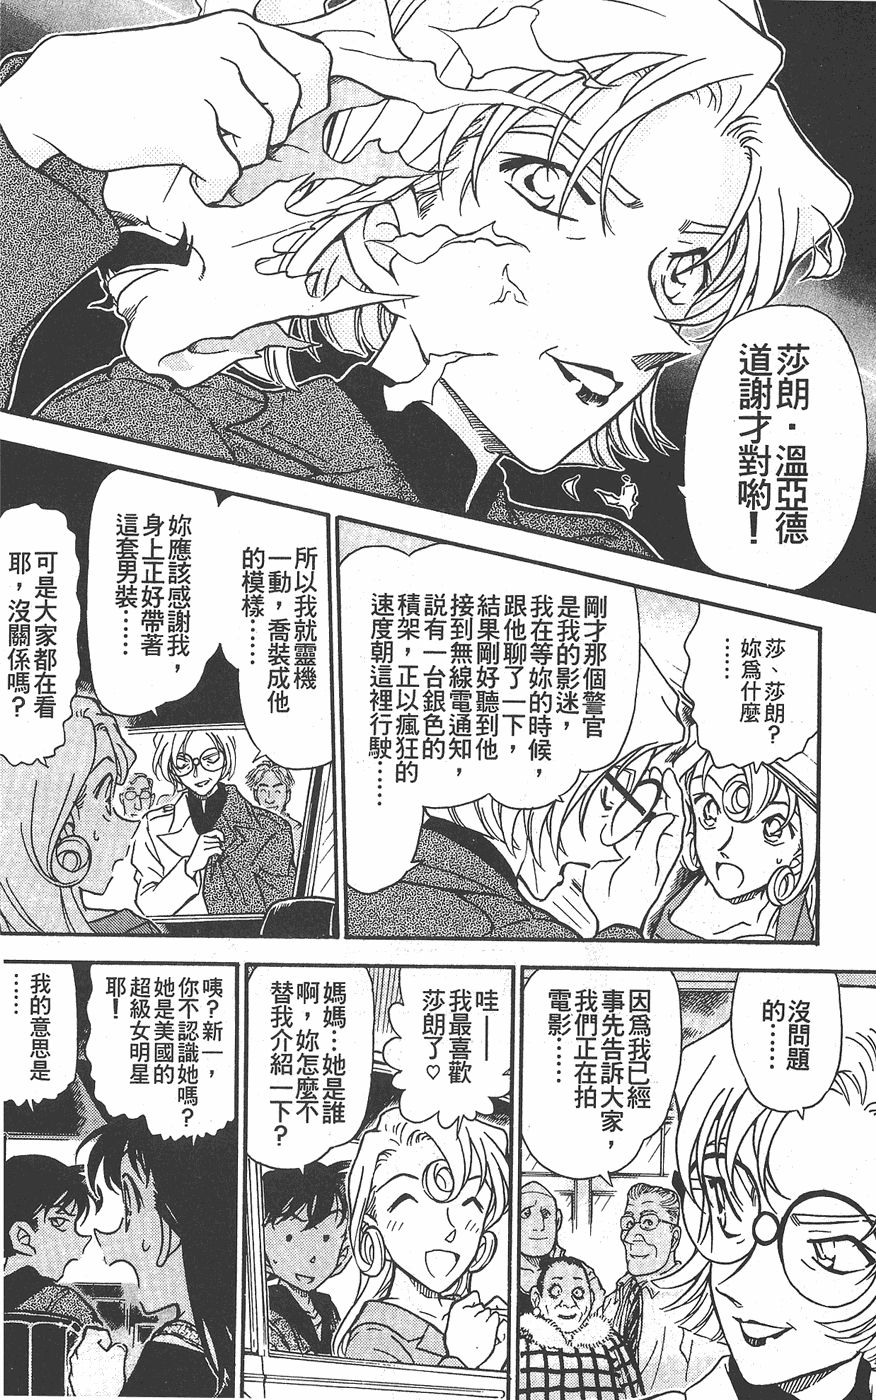 莎朗．溫亞德
道謝才對喲！
莎、莎朗？
妳為什麼
……
剛才那個警官
是我的影迷，
我在等妳的時候，
跟他聊了一下，
結果剛好聽到他
接到無線電通知，
説有一台銀色的
積架，正以瘋狂的
速度朝這裡行駛……
所以我就靈機
一動，喬裝成他
的模樣……
妳應該感謝我，
身上正好帶著
這套男裝……
可是大家都在看
耶，沒關係嗎？
沒問題
的……
因為我已經
事先告訴大家，
我們正在拍
電影…
哇——
我最喜歡
莎朗了♡
媽媽…她是誰
啊，妳怎麼不
替我介紹一下？
咦？新一，
你不認識她嗎？
她是美國的
超級女明星
耶！
我的意思是
……